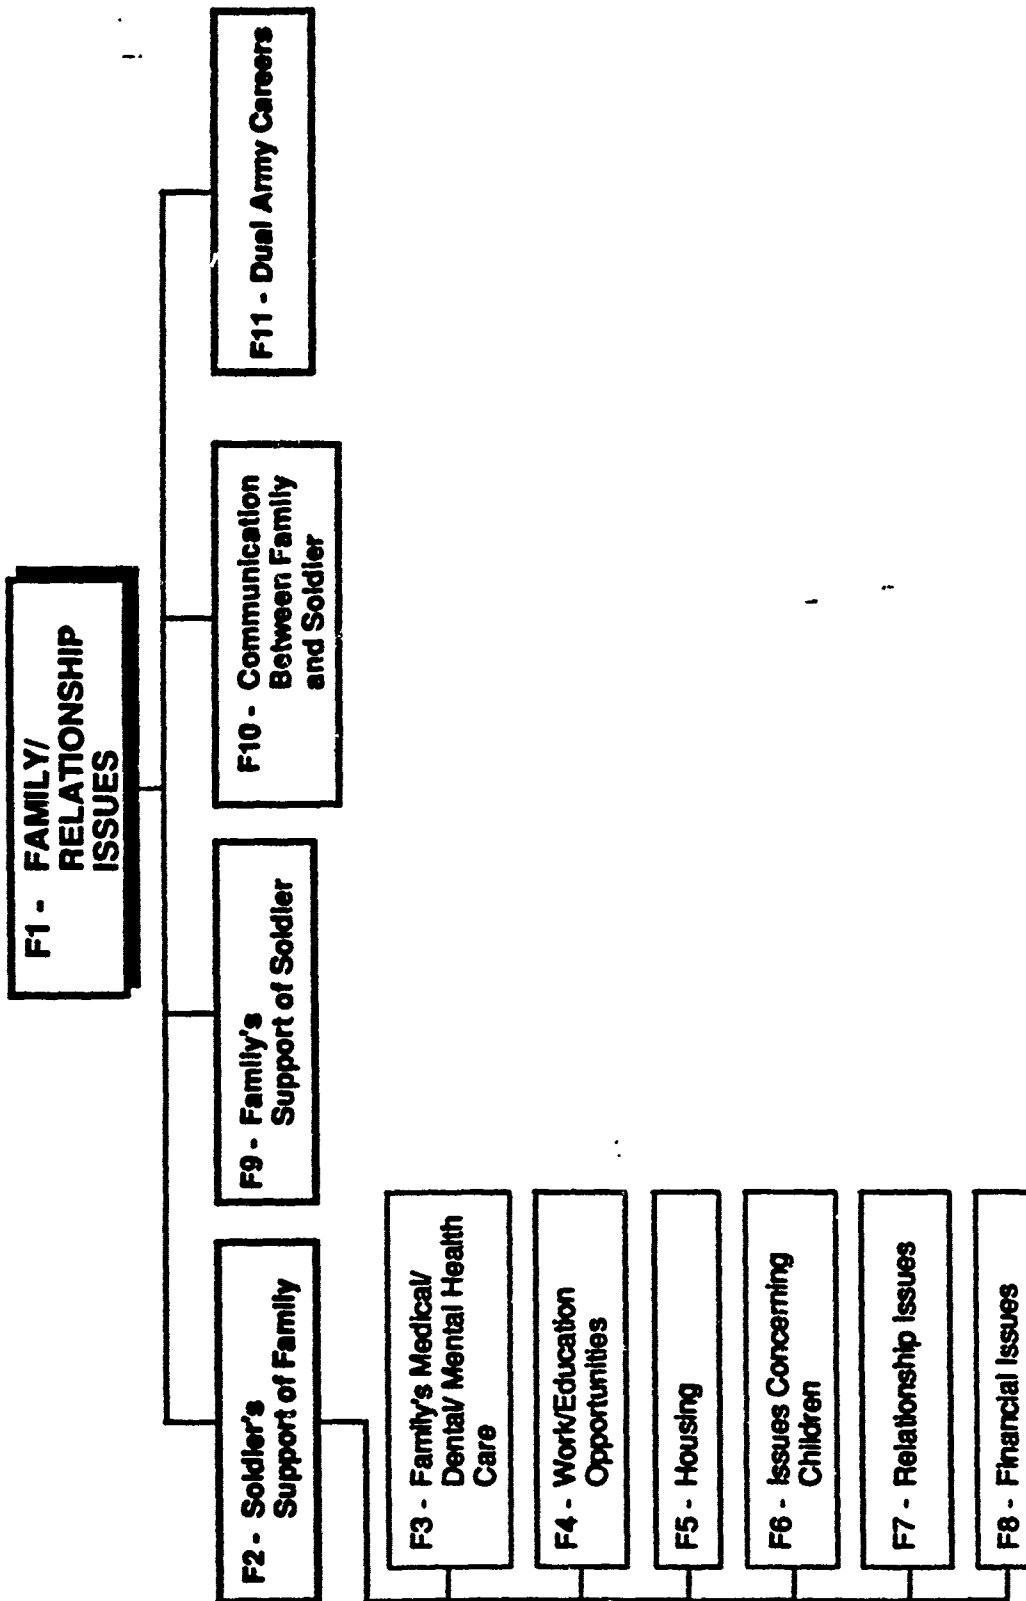 F1 - FAMILY/
RELATIONSHIP
ISSUES
F2 - Soldier's
Support of Family
F9 - Family's
Support of Soldier
F10 - Communication
Between Family
and Soldier
F11 - Dual Army Careers
F3 - Family's Medical/
Dental/ Mental Health
Care
F4 - Work/Education
Opportunities
F5 - Housing
F6 - Issues Concerning
Children
F7 - Relationship Issues
F8 - Financial Issues